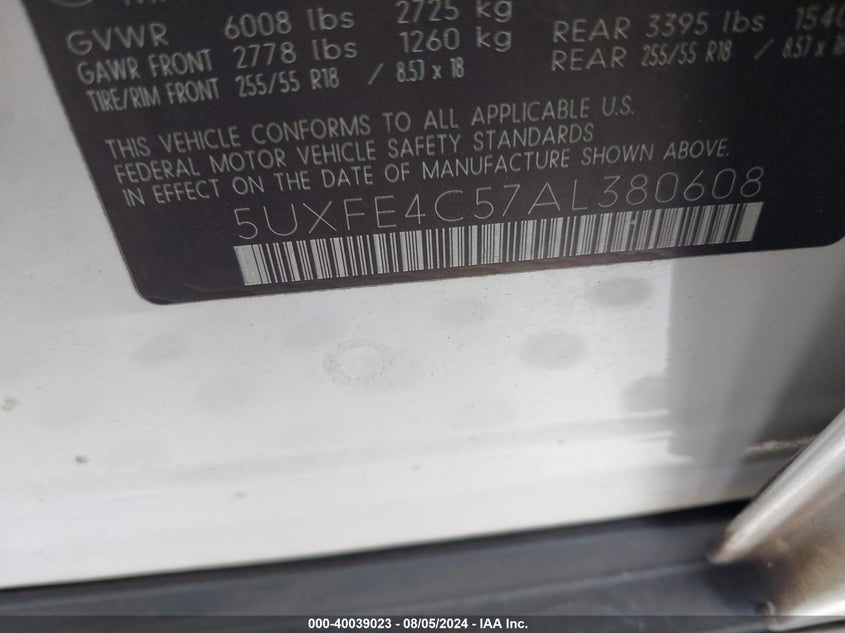 GVWR 6008 lbs 2725 kg
GAWR FRONT 2778 lbs 1260 kg REAR 3395 lbs 1540
TIRE/RIM FRONT 255/55 R18 / 8.5J x 18 REAR 255/55 R18 / 8.5J x 18
THIS VEHICLE CONFORMS TO ALL APPLICABLE U.S.
FEDERAL MOTOR VEHICLE SAFETY STANDARDS
IN EFFECT ON THE DATE OF MANUFACTURE SHOWN ABOVE.
5UXFE4C57AL380608
000-40039023 - 08/05/2024 - IAA Inc.